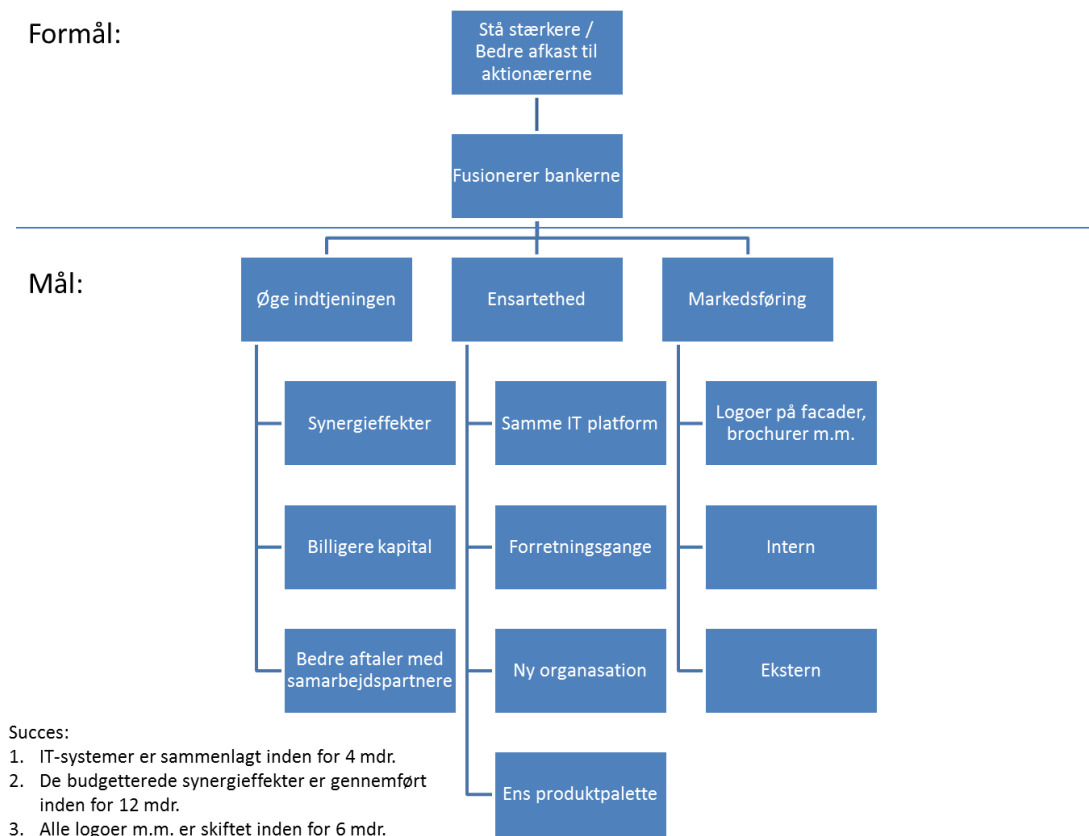 Formål:
Stå stærkere /
Bedre afkast til
aktionærerne
Fusionerer bankerne
Mål:
Øge indtjeningen
Ensartethed
Markedsføring
Synergieffekter
Samme IT platform
Logoer på facader,
brochurer m.m.
Billigere kapital
Forretningsgange
Intern
Bedre aftaler med
samarbejdspartnere
Ny organasation
Ekstern
Ens produktpalette
Succes:
1. IT-systemer er sammenlagt inden for 4 mdr.
2. De budgetterede synergieffekter er gennemført
inden for 12 mdr.
3. Alle logoer m.m. er skiftet inden for 6 mdr.